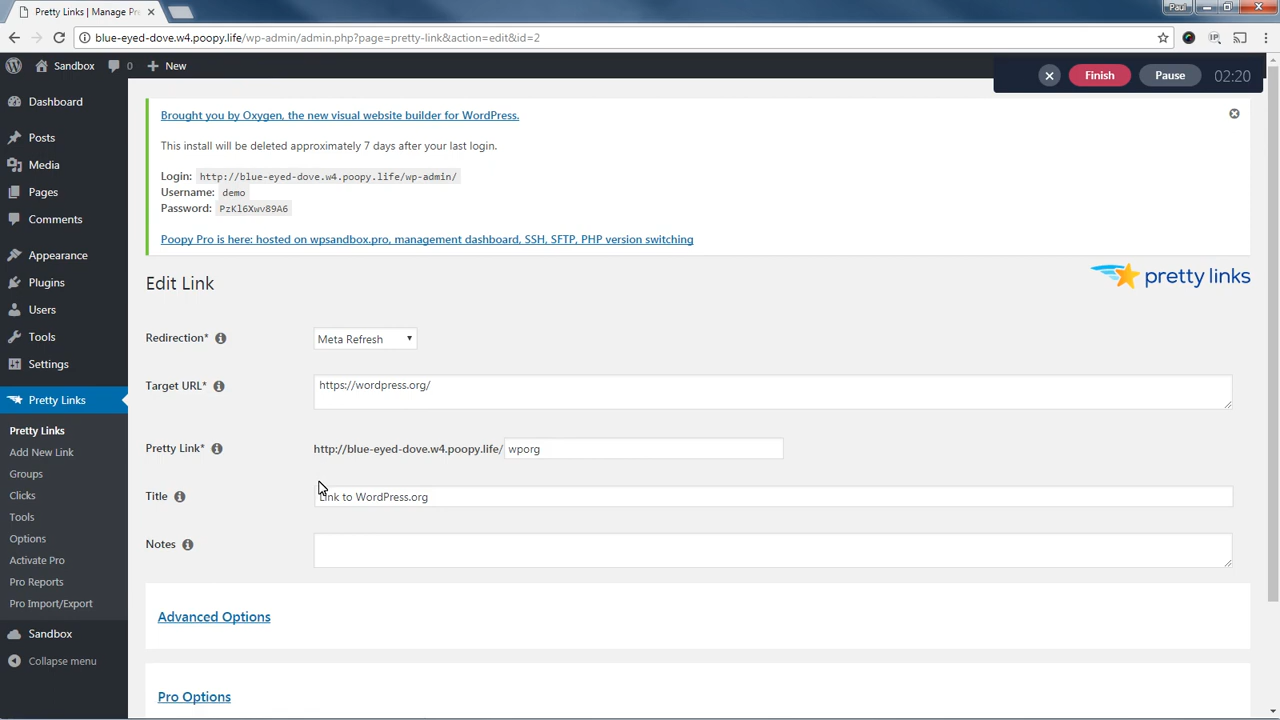 Pretty Links | Manage Pr
Paul
blue-eyed-dove.w4.poopy.life/wp-admin/admin.php?page=pretty-link&action=edit&id=2
IP
Sandbox
0
New
Finish
Pause
02:20
Dashboard
Posts
Media
Pages
Comments
Appearance
Plugins
Users
Tools
Settings
Pretty Links
Pretty Links
Add New Link
Groups
Clicks
Tools
Options
Activate Pro
Pro Reports
Pro Import/Export
Sandbox
Collapse menu
Brought you by Oxygen, the new visual website builder for WordPress.
This install will be deleted approximately 7 days after your last login.
Login: http://blue-eyed-dove.w4.poopy.life/wp-admin/
Username: demo
Password: PzKl6Xwv89A6
Poopy Pro is here: hosted on wpsandbox.pro, management dashboard, SSH, SFTP, PHP version switching
Edit Link
pretty links
Redirection* Meta Refresh
Target URL* https://wordpress.org/
Pretty Link* http://blue-eyed-dove.w4.poopy.life/ wporg
Title Link to WordPress.org
Notes
Advanced Options
Pro Options